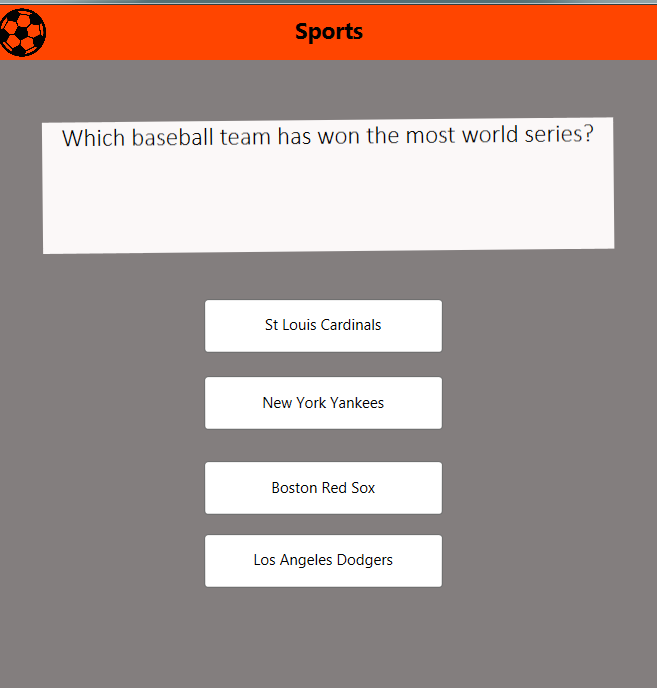 Sports
Which baseball team has won the most world series?
St Louis Cardinals
New York Yankees
Boston Red Sox
Los Angeles Dodgers